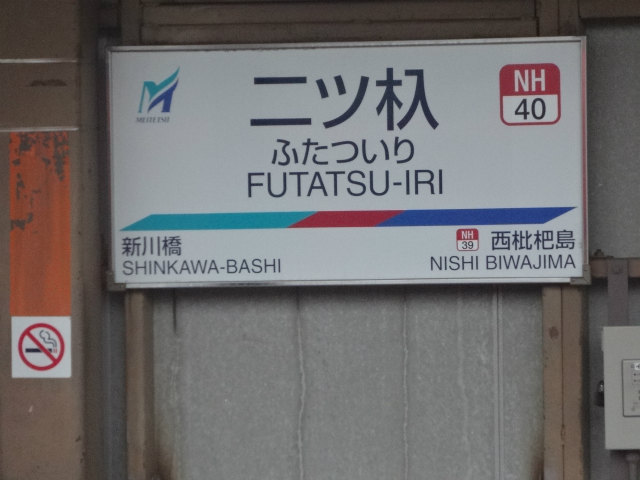 MEITETSU
二ツ杁
NH
40
ふたついり
FUTATSU-IRI
新川橋
SHINKAWA-BASHI
NH
39
西枇杷島
NISHI BIWAJIMA